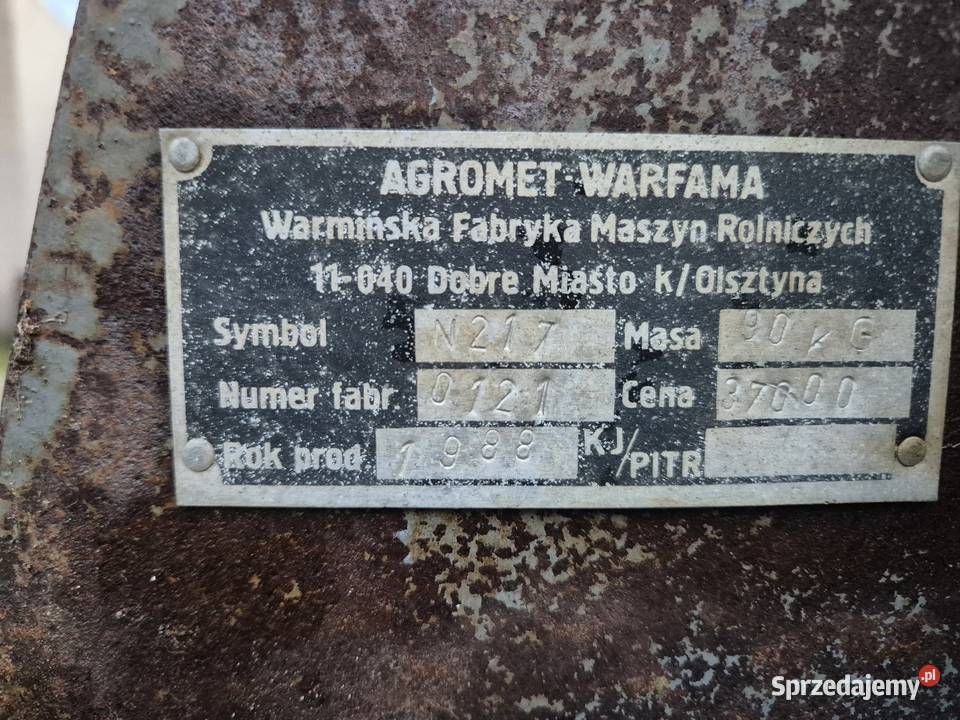 AGROMET-WARFAMA
Warmińska Fabryka Maszyn Rolniczych
11-040 Dobre Miasto k/Olsztyna
Symbol N217 Masa 90 KG
Numer fabr. 0121 Cena 37000
Rok prod 1988 KJ/PITR
Sprzedajemy.pl